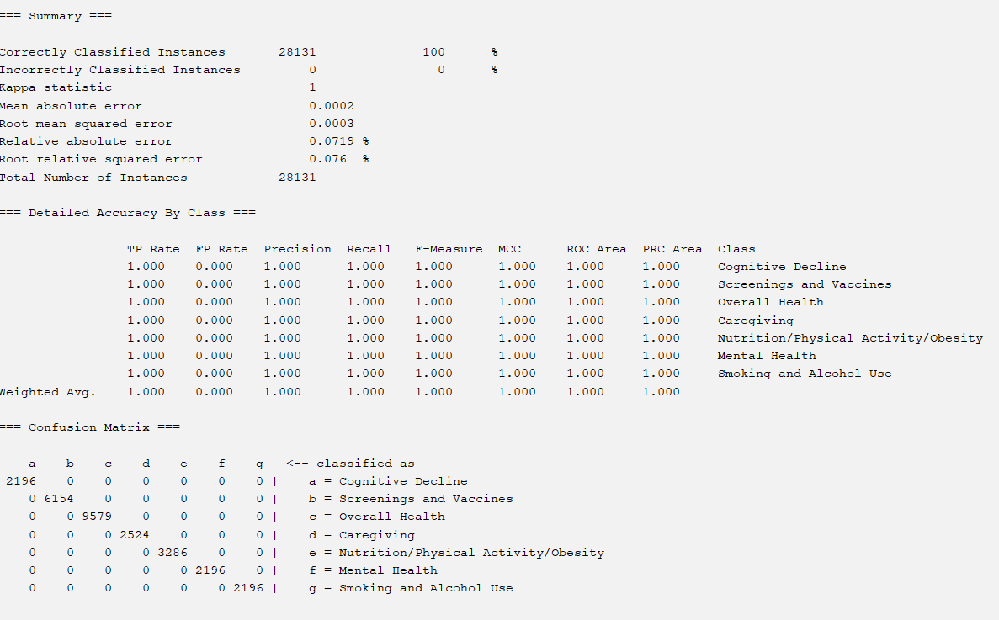 === Summary ===
Correctly Classified Instances 28131 100 %
Incorrectly Classified Instances 0 0 %
Kappa statistic 1
Mean absolute error 0.0002
Root mean squared error 0.0003
Relative absolute error 0.0719 %
Root relative squared error 0.076 %
Total Number of Instances 28131
=== Detailed Accuracy By Class ===
TP Rate FP Rate Precision Recall F-Measure MCC ROC Area PRC Area Class
1.000 0.000 1.000 1.000 1.000 1.000 1.000 1.000 Cognitive Decline
1.000 0.000 1.000 1.000 1.000 1.000 1.000 1.000 Screenings and Vaccines
1.000 0.000 1.000 1.000 1.000 1.000 1.000 1.000 Overall Health
1.000 0.000 1.000 1.000 1.000 1.000 1.000 1.000 Caregiving
1.000 0.000 1.000 1.000 1.000 1.000 1.000 1.000 Nutrition/Physical Activity/Obesity
1.000 0.000 1.000 1.000 1.000 1.000 1.000 1.000 Mental Health
1.000 0.000 1.000 1.000 1.000 1.000 1.000 1.000 Smoking and Alcohol Use
Weighted Avg. 1.000 0.000 1.000 1.000 1.000 1.000 1.000 1.000
=== Confusion Matrix ===
a b c d e f g <-- classified as
2196 0 0 0 0 0 0 | a = Cognitive Decline
0 6154 0 0 0 0 0 | b = Screenings and Vaccines
0 0 9579 0 0 0 0 | c = Overall Health
0 0 0 2524 0 0 0 | d = Caregiving
0 0 0 0 3286 0 0 | e = Nutrition/Physical Activity/Obesity
0 0 0 0 0 2196 0 | f = Mental Health
0 0 0 0 0 0 2196 | g = Smoking and Alcohol Use